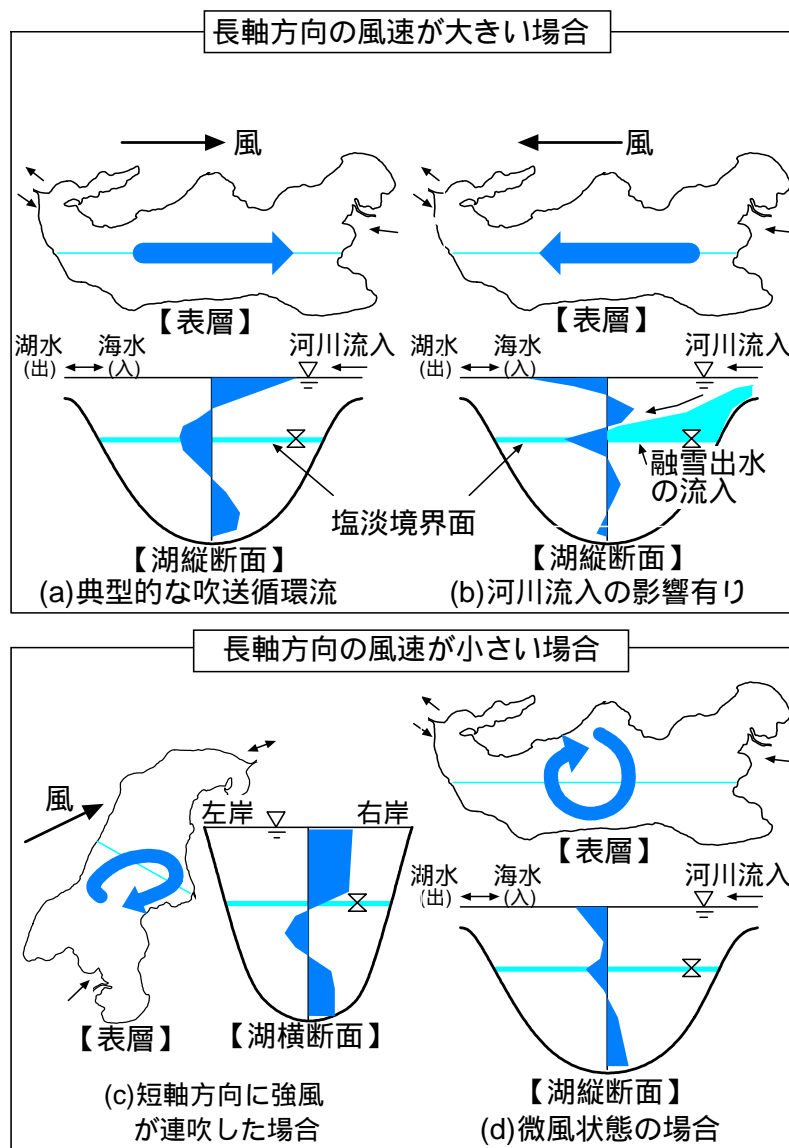 長軸方向の風速が大きい場合
風
【表層】
湖水
(出)
海水
(入)
河川流入
塩淡境界面
【湖縦断面】
(a)典型的な吹送循環流
風
【表層】
湖水
(出)
海水
(入)
河川流入
融雪出水
の流入
【湖縦断面】
(b)河川流入の影響有り
長軸方向の風速が小さい場合
風
【表層】
左岸
右岸
【湖横断面】
(c)短軸方向に強風
が連吹した場合
【表層】
湖水
(出)
海水
(入)
河川流入
【湖縦断面】
(d)微風状態の場合